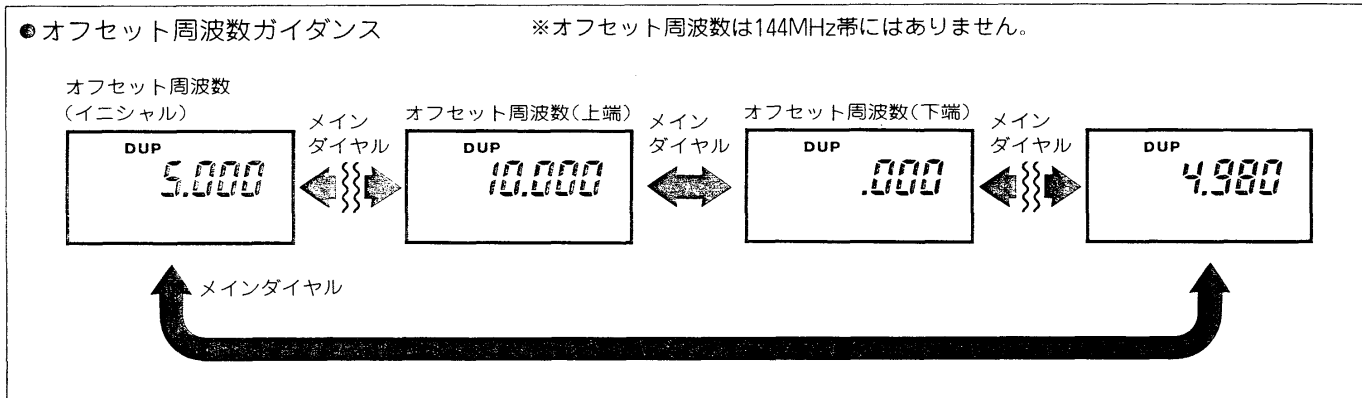 ●オフセット周波数ガイダンス ※オフセット周波数は144MHz帯にはありません。
オフセット周波数
(イニシャル)
メイン
ダイヤル
オフセット周波数(上端)
メイン
ダイヤル
オフセット周波数(下端)
メイン
ダイヤル
DUP
5.000
DUP
10.000
DUP
.000
DUP
4.980
メインダイヤル